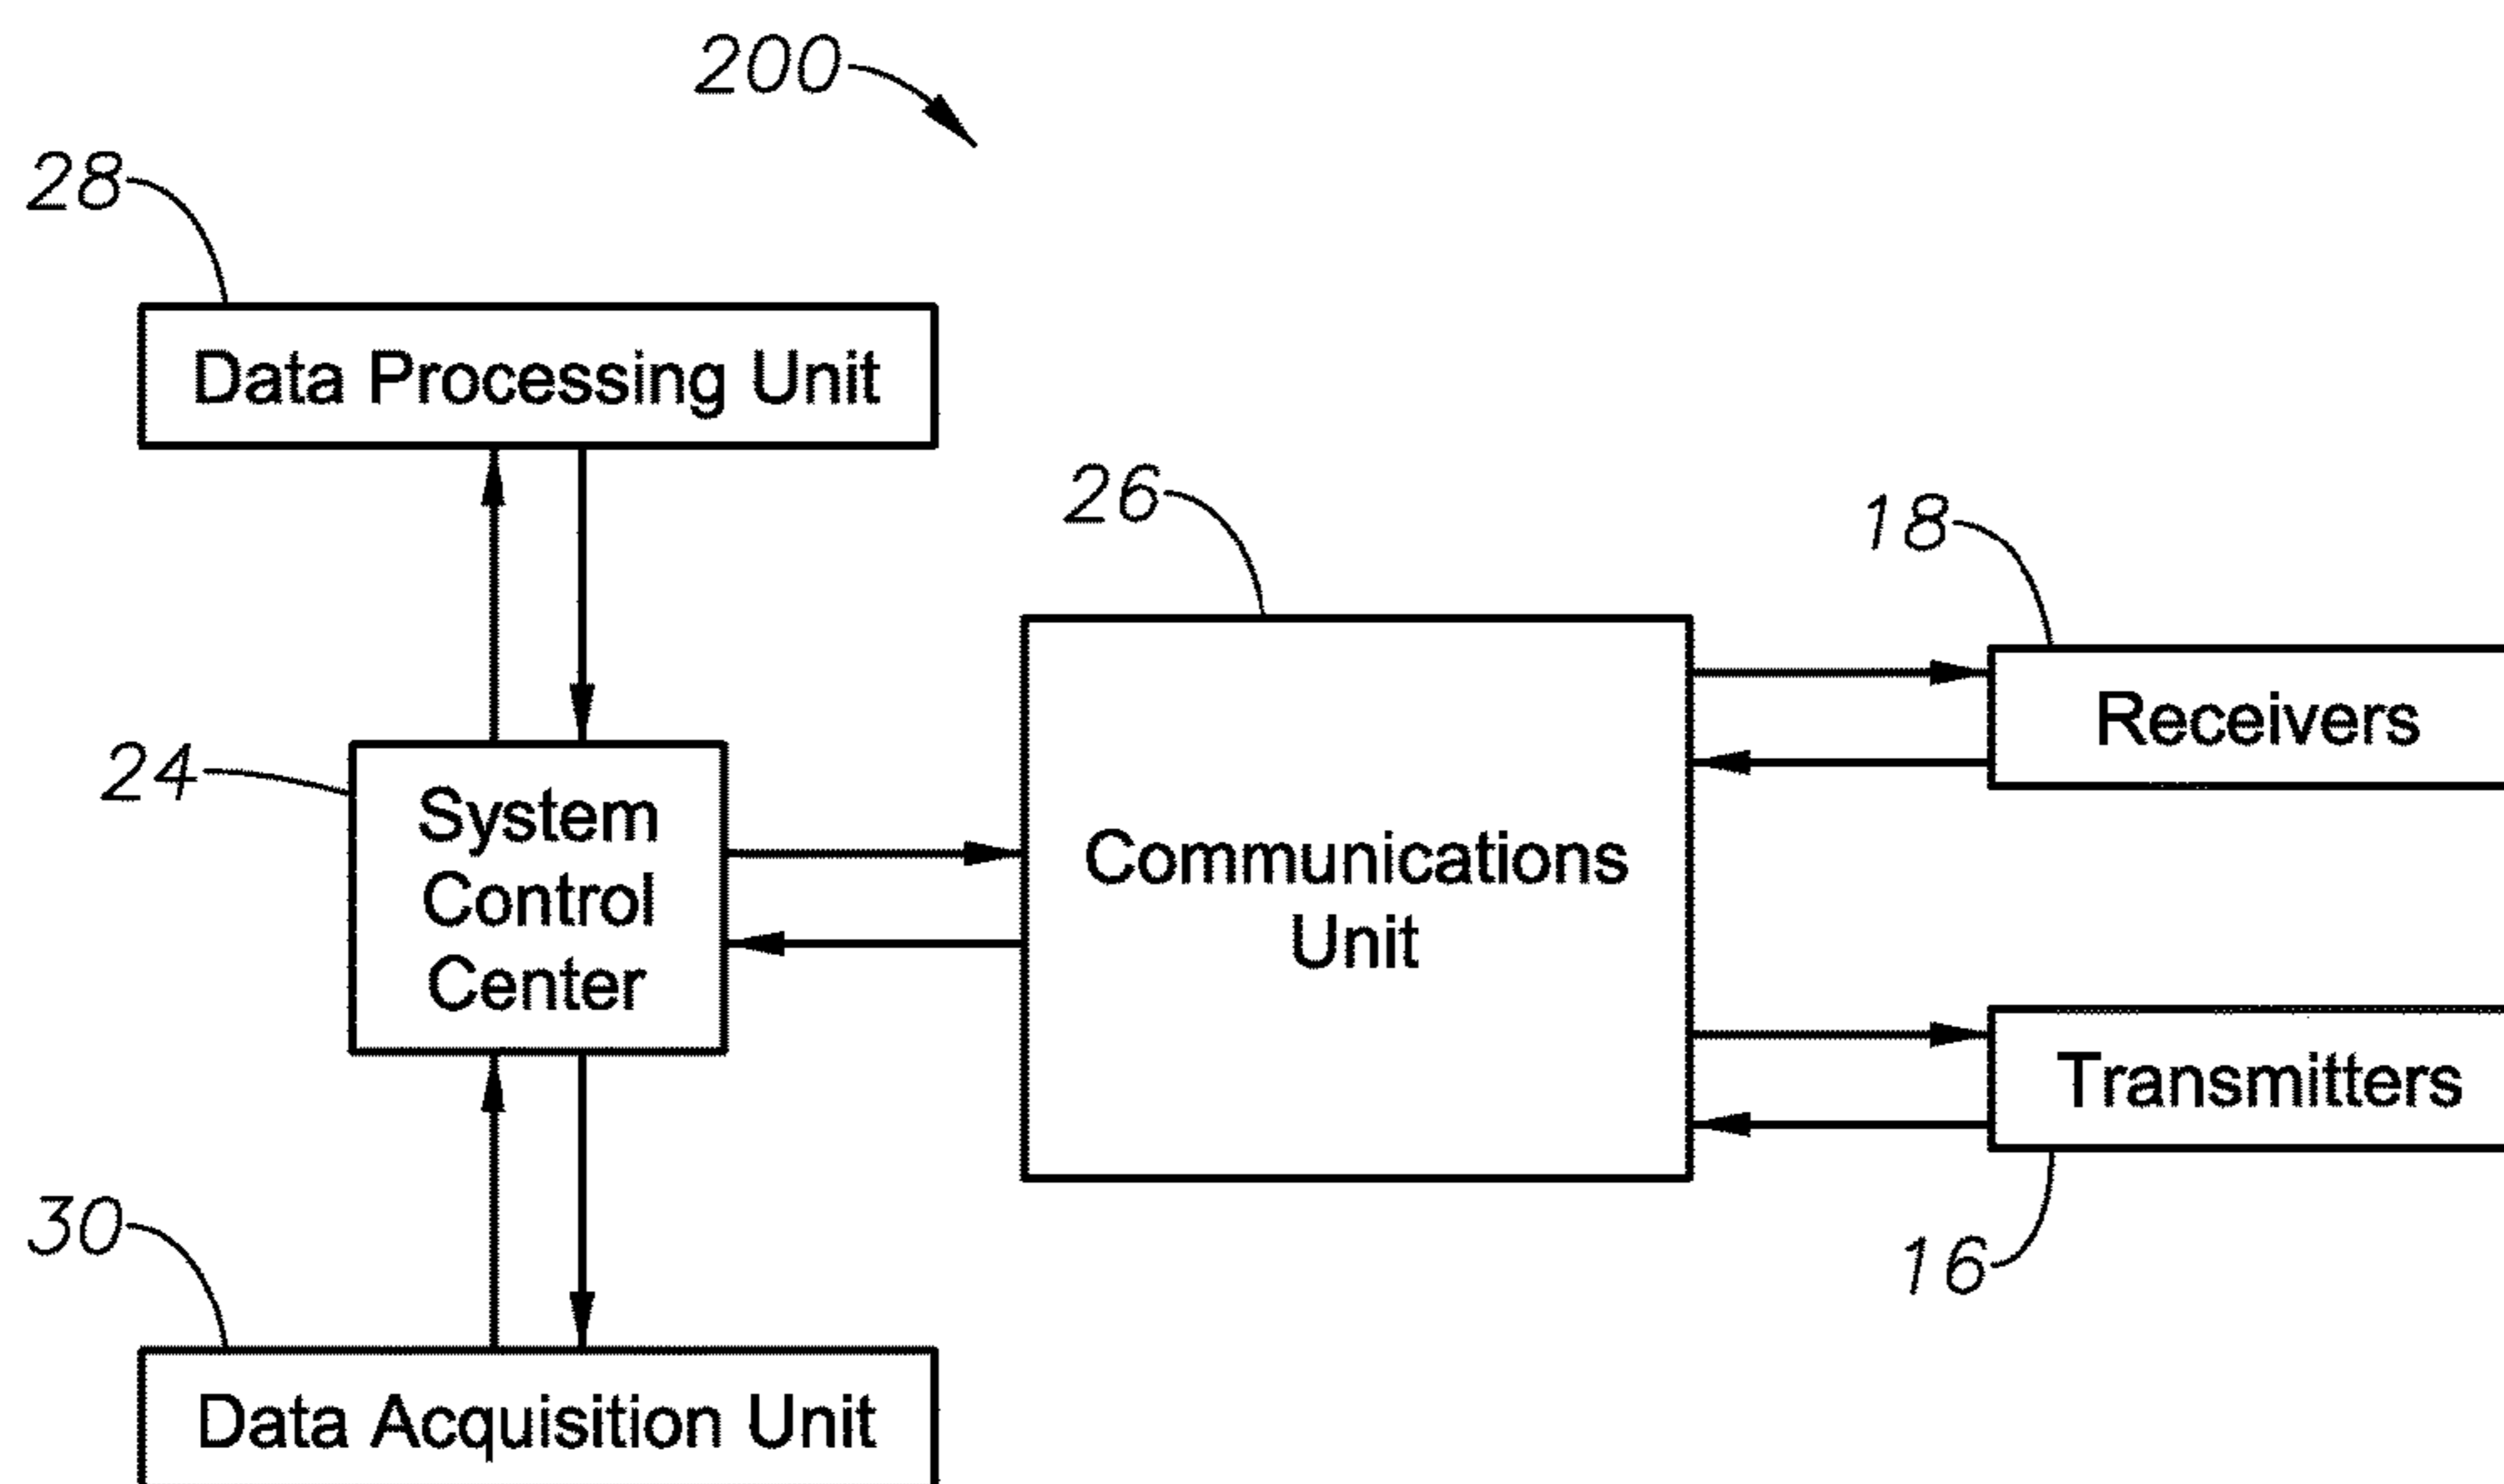 200
28
Data Processing Unit
26
18
24
System
Control
Center
Communications
Unit
Receivers
Transmitters
30
16
Data Acquisition Unit